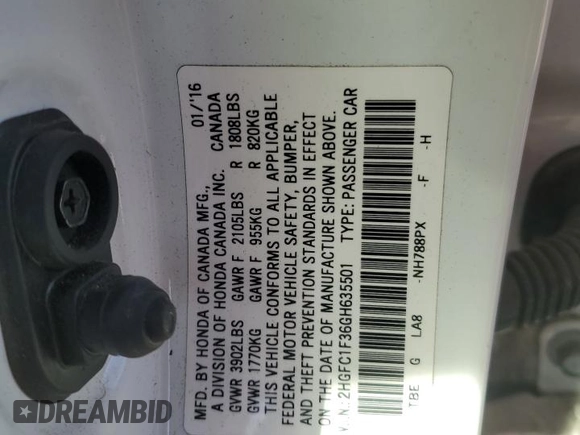 MFD. BY HONDA OF CANADA MFG., 01/'16
A DIVISION OF HONDA CANADA INC. CANADA
GVWR 3902LBS GAWR F 2105LBS R 1808LBS
GVWR 1770KG GAWR F 955KG R 820KG
THIS VEHICLE CONFORMS TO ALL APPLICABLE
FEDERAL MOTOR VEHICLE SAFETY, BUMPER,
AND THEFT PREVENTION STANDARDS IN EFFECT
ON THE DATE OF MANUFACTURE SHOWN ABOVE.
V.I.N.: 2HGFC1F36GH635501 TYPE: PASSENGER CAR
TBE G LA8 -NH788PX -F -H
DREAMBID